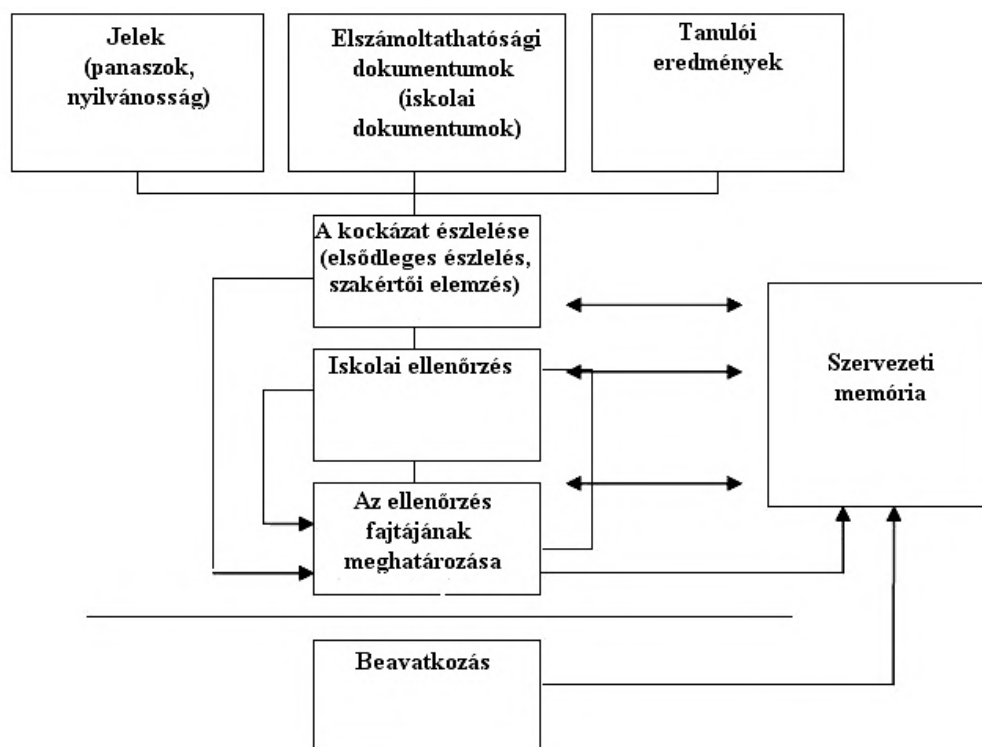 Jelek
(panaszok,
nyilvánosság)
Elszámoltathatósági
dokumentumok
(iskolai
dokumentumok)
Tanulói
eredmények
A kockázat észlelése
(elsődleges észlelés,
szakértői elemzés)
Iskolai ellenőrzés
Az ellenőrzés
fajtájának
meghatározása
Szervezeti
memória
Beavatkozás